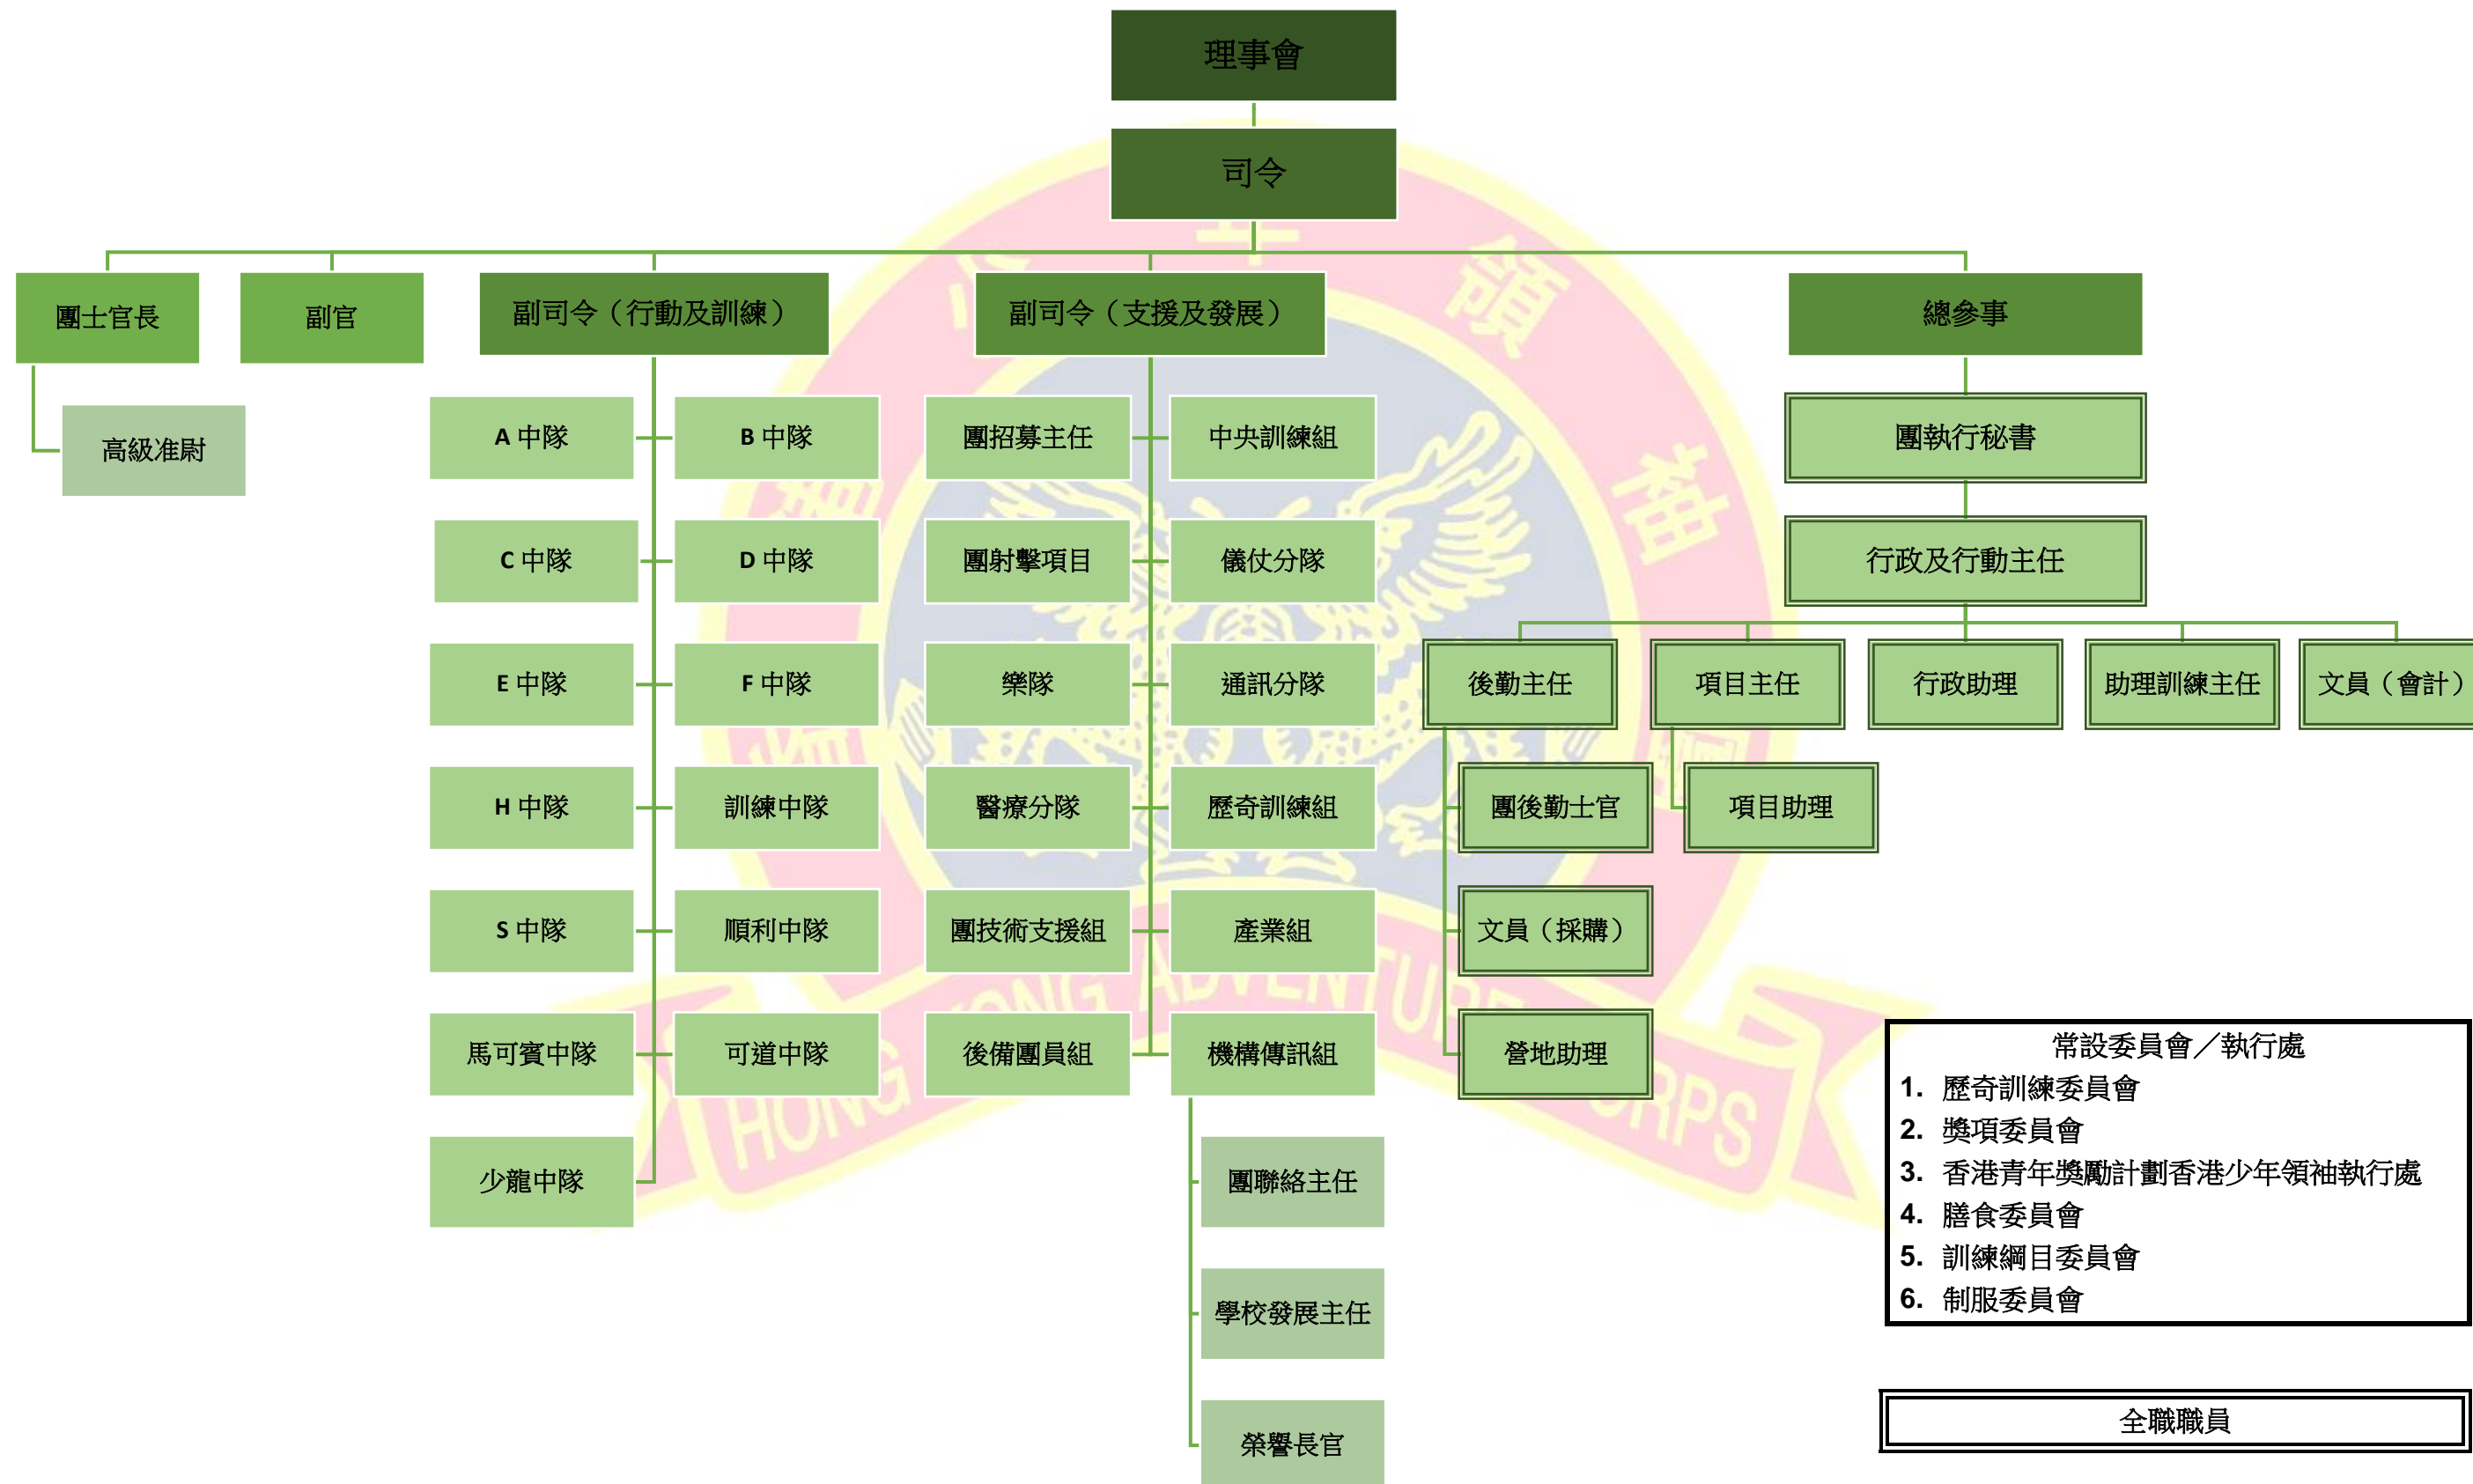 理事會
司令
團士官長
副官
副司令（行動及訓練）
副司令（支援及發展）
總參事
高級准尉
A 中隊
B 中隊
團招募主任
中央訓練組
團執行秘書
C 中隊
D 中隊
團射擊項目
儀仗分隊
行政及行動主任
E 中隊
F 中隊
樂隊
通訊分隊
後勤主任
項目主任
行政助理
助理訓練主任
文員（會計）
H 中隊
訓練中隊
醫療分隊
歷奇訓練組
團後勤士官
項目助理
S 中隊
順利中隊
團技術支援組
產業組
文員（採購）
馬可賓中隊
可道中隊
後備團員組
機構傳訊組
營地助理
少龍中隊
團聯絡主任
學校發展主任
榮譽長官
常設委員會／執行處
1. 歷奇訓練委員會
2. 獎項委員會
3. 香港青年獎勵計劃香港少年領袖執行處
4. 膳食委員會
5. 訓練綱目委員會
6. 制服委員會
全職職員
HONG KONG ADVENTURE CORPS